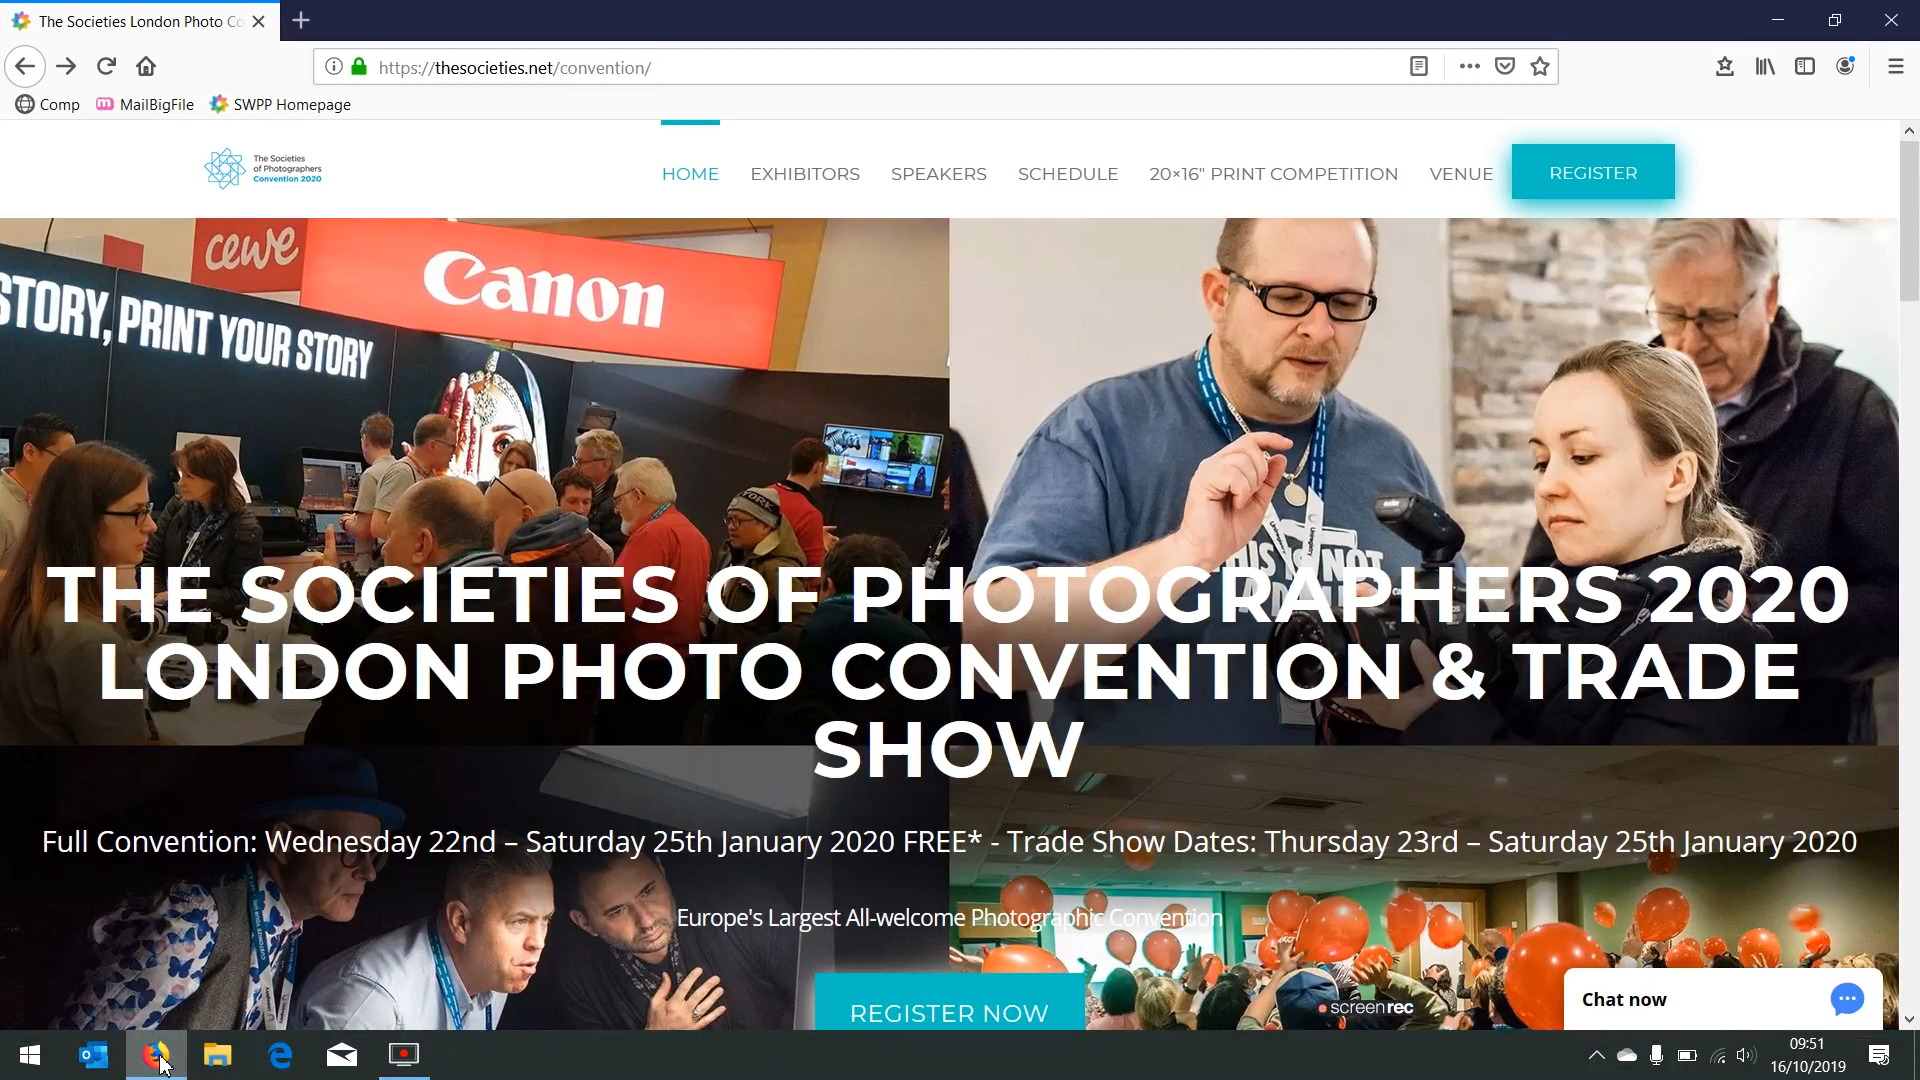 The Societies London Photo Co
https://thesocieties.net/convention/
Comp
MailBigFile
SWPP Homepage
The Societies
of Photographers
Convention 2020
HOME
EXHIBITORS
SPEAKERS
SCHEDULE
20×16" PRINT COMPETITION
VENUE
REGISTER
cewe
Canon
STORY, PRINT YOUR STORY
YORK
THIS IS NOT
THE SOCIETIES OF PHOTOGRAPHERS 2020
LONDON PHOTO CONVENTION & TRADE
SHOW
Full Convention: Wednesday 22nd – Saturday 25th January 2020 FREE* - Trade Show Dates: Thursday 23rd – Saturday 25th January 2020
Europe's Largest All-welcome Photographic Convention
REGISTER NOW
screenrec
Chat now
09:51
16/10/2019